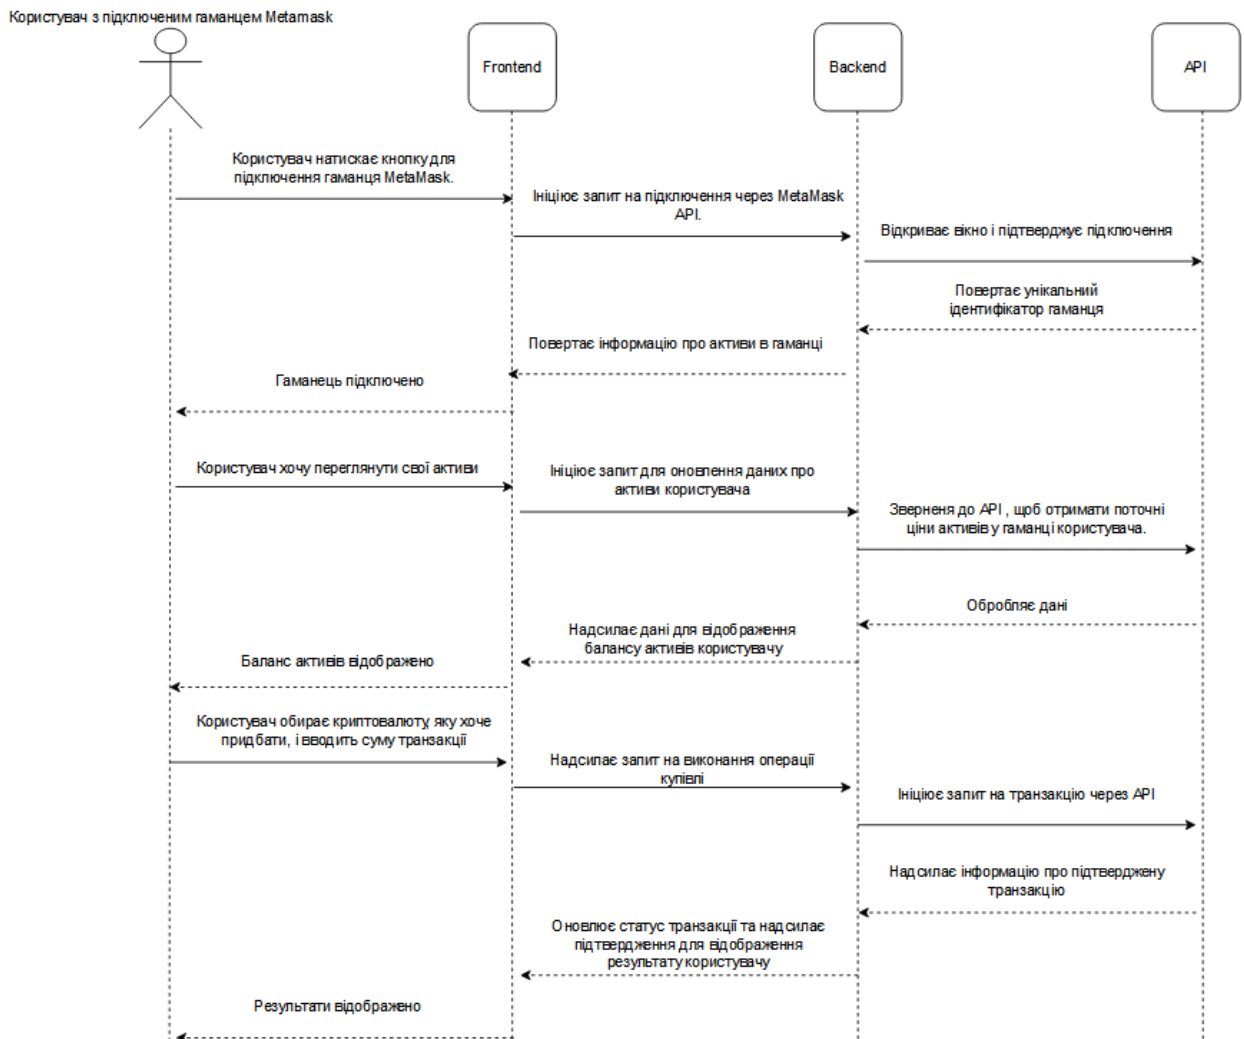 Користувач з підключеним гаманцем Metamask
Frontend
Backend
API
Користувач натискає кнопку для
підключення гаманця MetaMask.
Ініціює запит на підключення через MetaMask
API.
Відкриває вікно і підтверджує підключення
Повертає унікальний
ідентифікатор гаманця
Повертає інформацію про активи в гаманці
Гаманець підключено
Користувач хочу переглянути свої активи
Ініціює запит для оновлення даних про
активи користувача
Зверненя до API , щоб отримати поточні
ціни активів у гаманці користувача.
Обробляє дані
Надсилає дані для відображення
балансу активів користувачу
Баланс активів відображено
Користувач обирає криптовалюту, яку хоче
придбати, і вводить суму транзакції
Надсилає запит на виконання операції
купівлі
Ініціює запит на транзакцію через API
Надсилає інформацію про підтверджену
транзакцію
Оновлює статус транзакції та надсилає
підтвердження для відображення
результату користувачу
Результати відображено